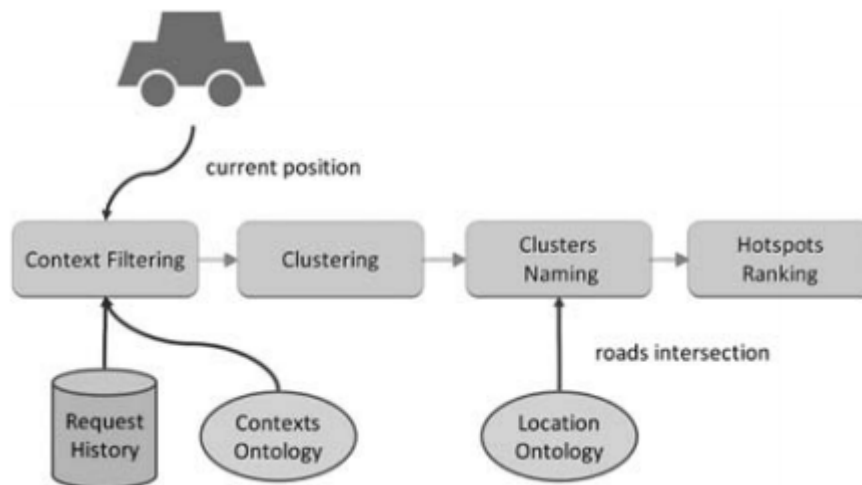 current position
Context Filtering
Clustering
Clusters
Naming
Hotspots
Ranking
roads intersection
Request
History
Contexts
Ontology
Location
Ontology